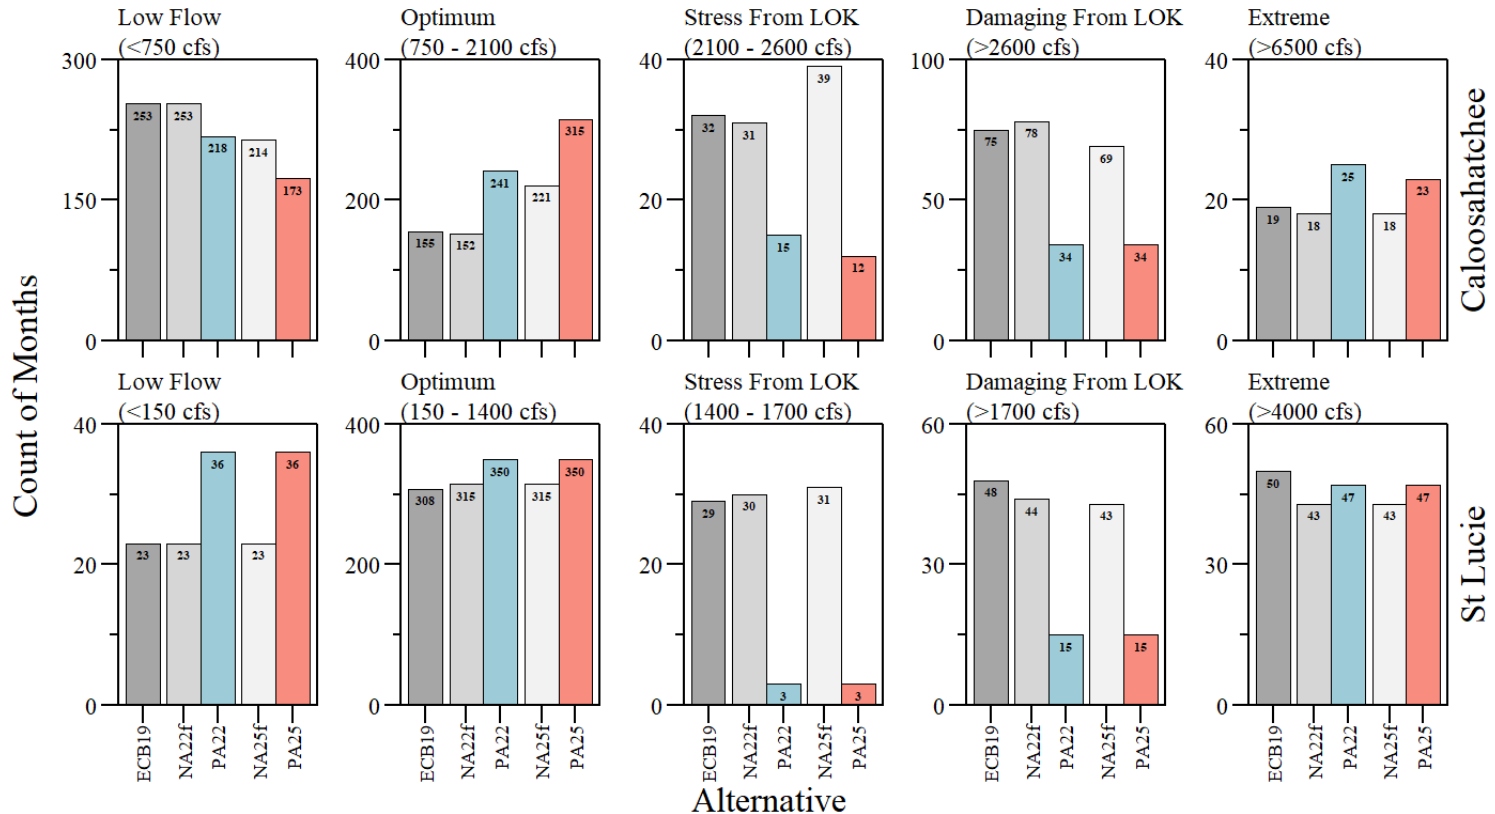 Low Flow
(<750 cfs)
300
150
0
253
253
218
214
173
Optimum
(750 - 2100 cfs)
400
200
0
155
152
241
221
315
Stress From LOK
(2100 - 2600 cfs)
40
20
0
32
31
15
39
12
Damaging From LOK
(>2600 cfs)
100
50
0
75
78
34
69
34
Extreme
(>6500 cfs)
40
20
0
19
18
25
18
23
Caloosahatchee
Count of Months
Low Flow
(<150 cfs)
40
20
0
23
23
36
23
36
ECB19
NA22f
PA22
NA25f
PA25
Optimum
(150 - 1400 cfs)
400
200
0
308
315
350
315
350
ECB19
NA22f
PA22
NA25f
PA25
Stress From LOK
(1400 - 1700 cfs)
40
20
0
29
30
3
31
3
ECB19
NA22f
PA22
NA25f
PA25
Damaging From LOK
(>1700 cfs)
60
30
0
48
44
15
43
15
ECB19
NA22f
PA22
NA25f
PA25
Extreme
(>4000 cfs)
60
30
0
50
43
47
43
47
ECB19
NA22f
PA22
NA25f
PA25
St Lucie
Alternative